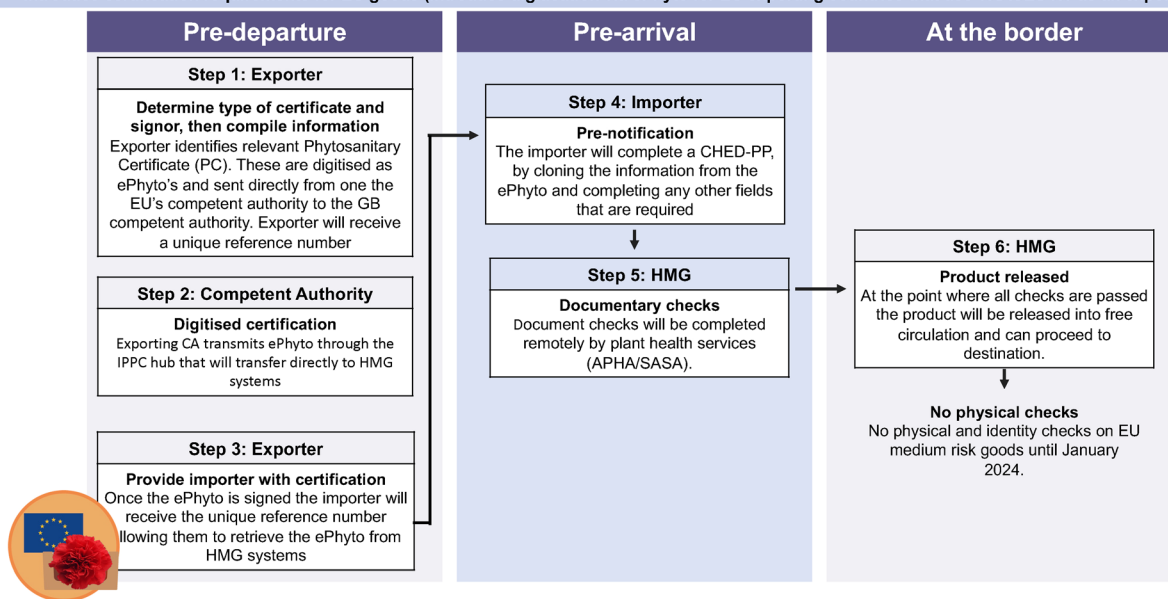 Pre-departure
Step 1: Exporter
Determine type of certificate and
signor, then compile information
Exporter identifies relevant Phytosanitary
Certificate (PC). These are digitised as
ePhyto's and sent directly from one the
EU's competent authority to the GB
competent authority. Exporter will receive
a unique reference number
Step 2: Competent Authority
Digitised certification
Exporting CA transmits ePhyto through the
IPPC hub that will transfer directly to HMG
systems
Step 3: Exporter
Provide importer with certification
Once the ePhyto is signed the importer will
receive the unique reference number
llowing them to retrieve the ePhyto from
HMG systems
Pre-arrival
Step 4: Importer
Pre-notification
The importer will complete a CHED-PP,
by cloning the information from the
ePhyto and completing any other fields
that are required
Step 5: HMG
Documentary checks
Document checks will be completed
remotely by plant health services
(APHA/SASA).
At the border
Step 6: HMG
Product released
At the point where all checks are passed
the product will be released into free
circulation and can proceed to
destination.
No physical checks
No physical and identity checks on EU
medium risk goods until January
2024.